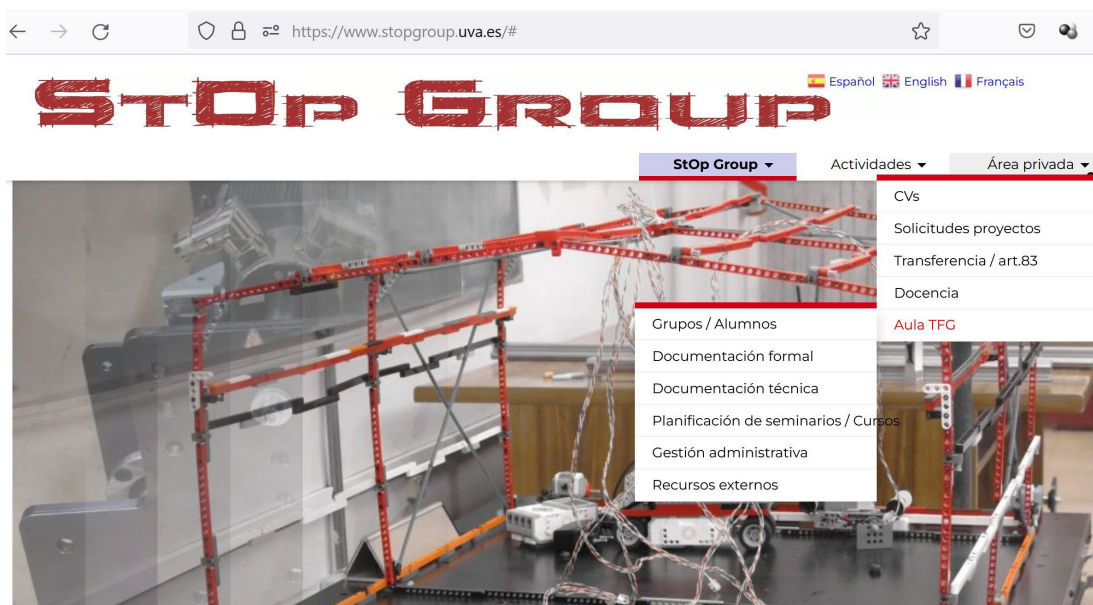 https://www.stopgroup.uva.es/#
StOp Group
Español English Français
StOp Group Actividades Área privada
CVs
Solicitudes proyectos
Transferencia / art.83
Docencia
Aula TFG
Grupos / Alumnos
Documentación formal
Documentación técnica
Planificación de seminarios / Cursos
Gestión administrativa
Recursos externos